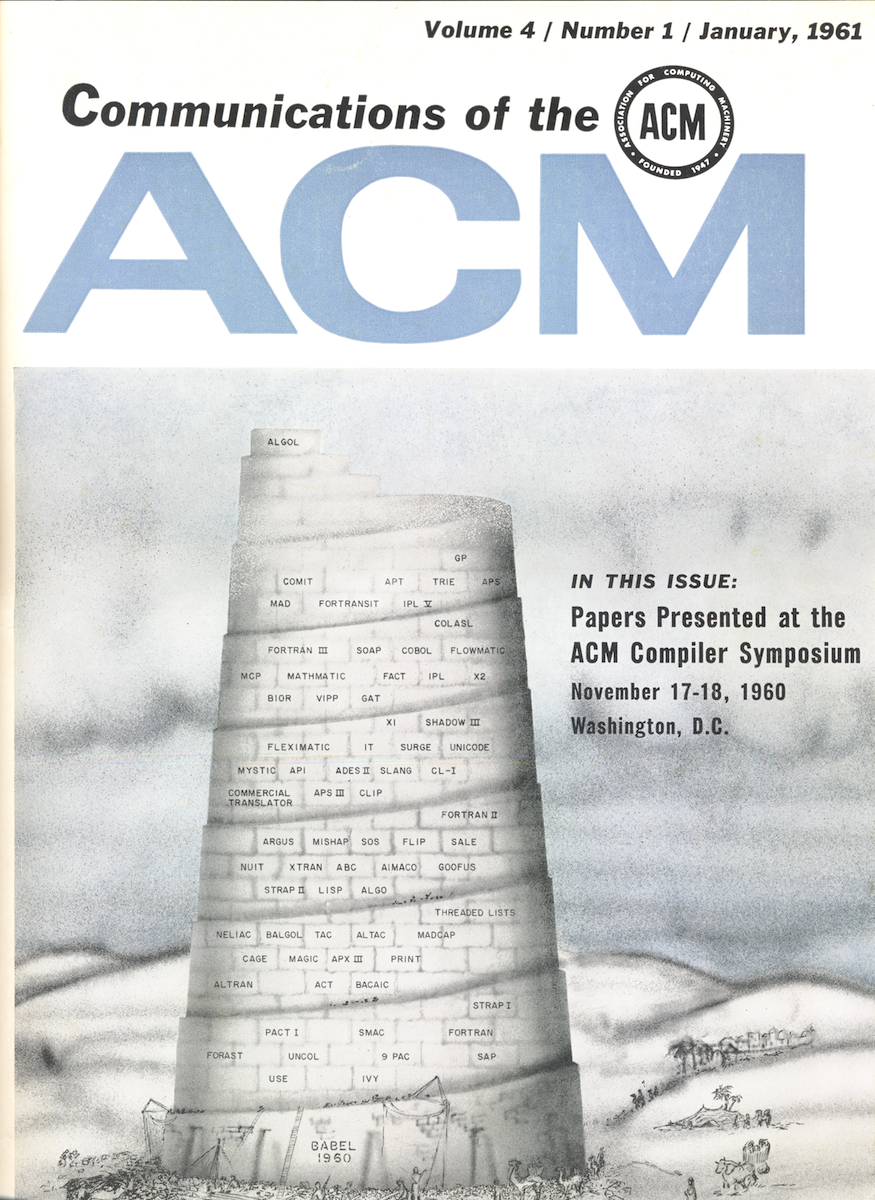 Volume 4 / Number 1 / January, 1961
Communications of the
ASSOCIATION FOR COMPUTING MACHINERY
ACM
• FOUNDED 1947 •
ACM
ALGOL
GP
COMIT APT TRIE APS
MAD FORTRANSIT IPL V
COLASL
FORTRAN III SOAP COBOL FLOWMATIC
MCP MATHMATIC FACT IPL X2
BIOR VIPP GAT
XI SHADOW III
FLEXIMATIC IT SURGE UNICODE
MYSTIC API ADES II SLANG CL-I
COMMERCIAL APS III CLIP
TRANSLATOR
FORTRAN II
ARGUS MISHAP SOS FLIP SALE
NUIT XTRAN ABC AIMACO GOOFUS
STRAP II LISP ALGO
THREADED LISTS
NELIAC BALGOL TAC ALTAC MADCAP
CAGE MAGIC APX III PRINT
ALTRAN ACT BACAIC
STRAP I
PACT I SMAC FORTRAN
FORAST UNCOL 9 PAC SAP
USE IVY
BABEL
1960
IN THIS ISSUE:
Papers Presented at the
ACM Compiler Symposium
November 17-18, 1960
Washington, D.C.